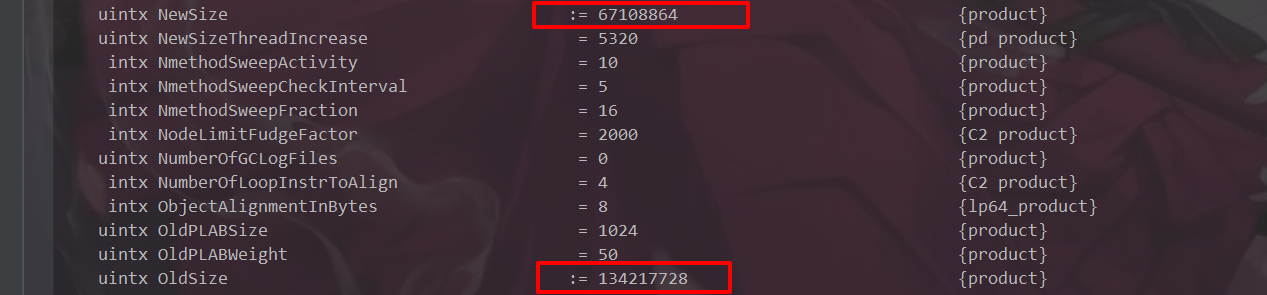 uintx NewSize := 67108864 {product}
uintx NewSizeThreadIncrease = 5320 {pd product}
intx NmethodSweepActivity = 10 {product}
intx NmethodSweepCheckInterval = 5 {product}
intx NmethodSweepFraction = 16 {product}
intx NodeLimitFudgeFactor = 2000 {C2 product}
uintx NumberOfGCLogFiles = 0 {product}
intx NumberOfLoopInstrToAlign = 4 {C2 product}
intx ObjectAlignmentInBytes = 8 {lp64_product}
uintx OldPLABSize = 1024 {product}
uintx OldPLABWeight = 50 {product}
uintx OldSize := 134217728 {product}